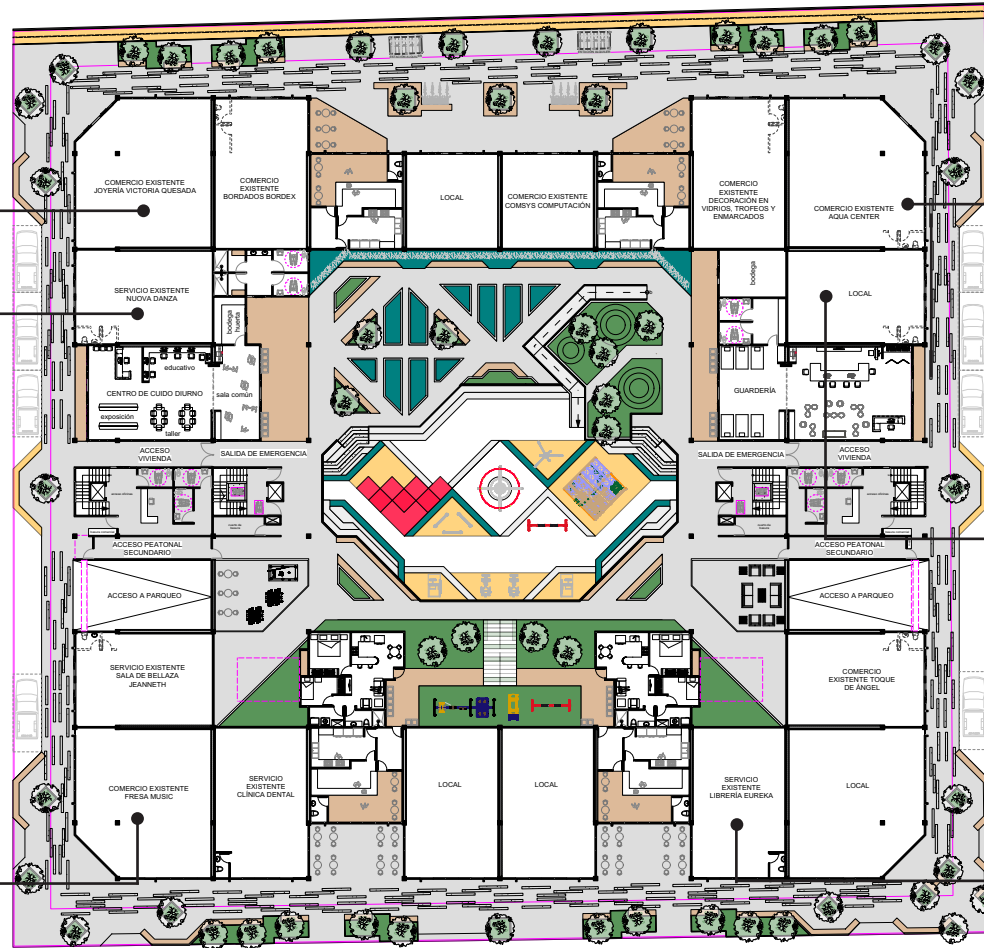 COMERCIO EXISTENTE
JOYERÍA VICTORIA QUESADA
COMERCIO
EXISTENTE
BORDADOS BORDEX
LOCAL
COMERCIO EXISTENTE
COMSYS COMPUTACIÓN
COMERCIO
EXISTENTE
DECORACIÓN EN
VIDRIOS, TROFEOS Y
ENMARCADOS
COMERCIO EXISTENTE
AQUA CENTER
SERVICIO EXISTENTE
NUOVA DANZA
bodega
huerta
bodega
LOCAL
educativo
CENTRO DE CUIDO DIURNO
sala común
exposición
taller
GUARDERÍA
ACCESO
VIVIENDA
SALIDA DE EMERGENCIA
SALIDA DE EMERGENCIA
ACCESO
VIVIENDA
ACCESO PEATONAL
SECUNDARIO
ACCESO PEATONAL
SECUNDARIO
ACCESO A PARQUEO
ACCESO A PARQUEO
SERVICIO EXISTENTE
SALA DE BELLAZA
JEANNETH
COMERCIO
EXISTENTE TOQUE
DE ÁNGEL
COMERCIO EXISTENTE
FRESA MUSIC
SERVICIO
EXISTENTE
CLÍNICA DENTAL
LOCAL
LOCAL
SERVICIO
EXISTENTE
LIBRERÍA EUREKA
LOCAL